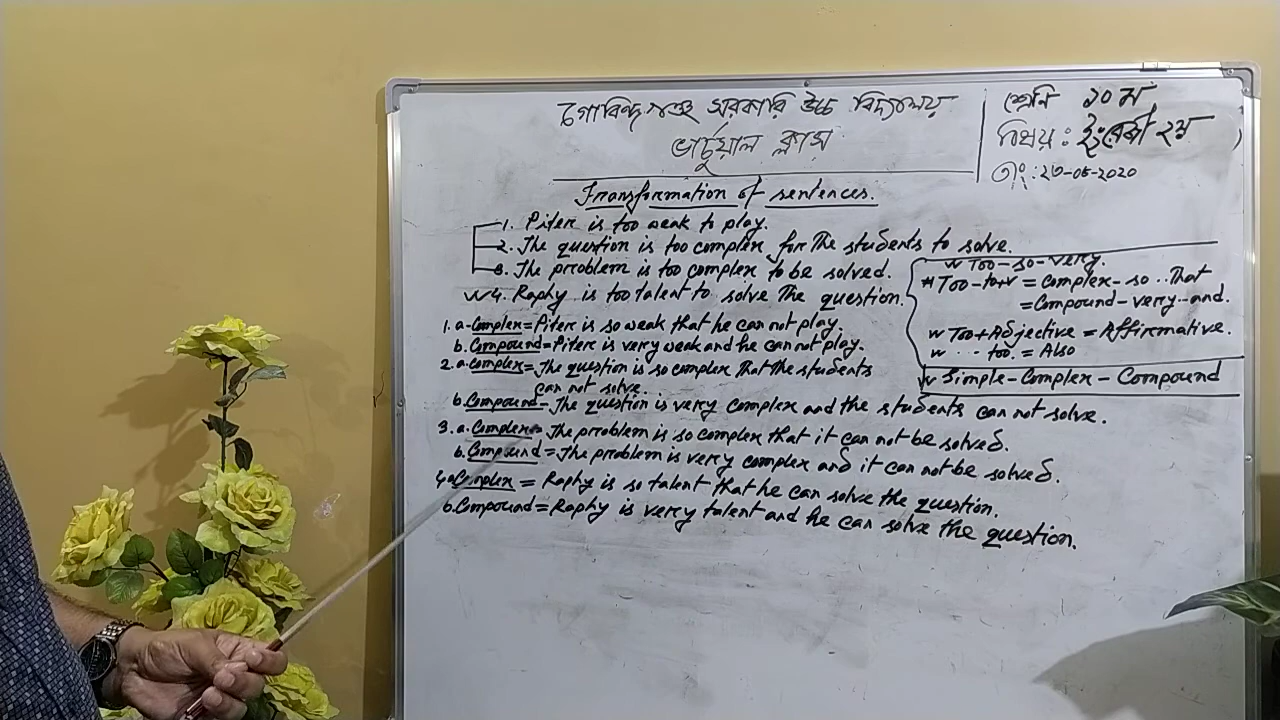 গোবিন্দগঞ্জ সরকারি উচ্চ বিদ্যালয়
ভার্চুয়াল ক্লাস
শ্রেনি ১০ম
বিষয়: ইংরেজী ২য়
তাং: ২৩-০৫-2020
Transformation of sentences.
1. Piter is too weak to play.
2. The question is too complex for the students to solve.
3. The problem is too complex to be solved.
4. Raphy is too talent to solve the question.
Too-so-very.
Too-to+v = complex-so..That
=Compound-very--and.
Too+Adjective = Affirmative.
... too. = Also
Simple-Complex-Compound
1. a-Complex=Piter is so weak that he can not play.
b. Compound=Piter is very weak and he can not play.
2. a.complex=The question is so complex that the students
can not solve.
b. Compound-The question is very complex and the students can not solve.
3. a.Complex=The problem is so complex that it can not be solved.
b. Compound=The problem is very complex and it can not be solved.
4.a.Complex = Raphy is so talent that he can solve the question.
b.Compound=Raphy is very talent and he can solve the question.